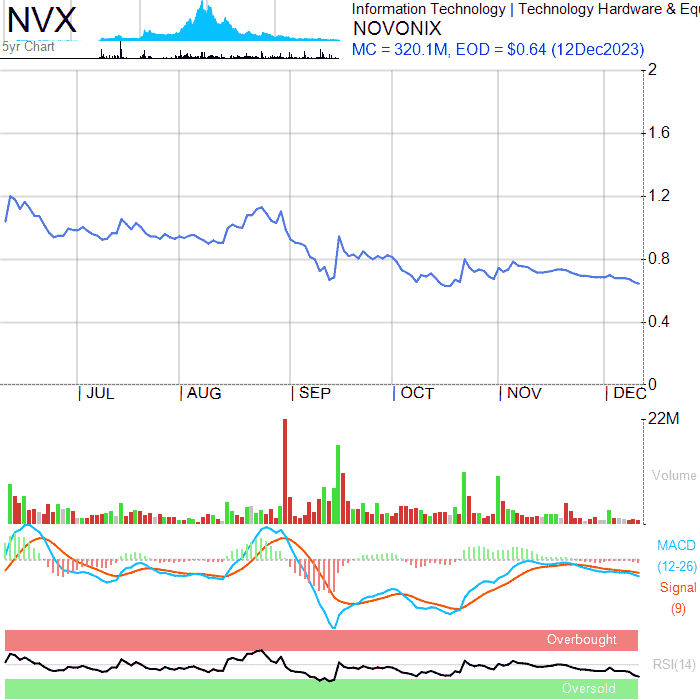 NVX
5yr Chart
Information Technology | Technology Hardware & Equ
NOVONIX
MC = 320.1M, EOD = $0.64 (12Dec2023)
2
1.6
1.2
0.8
0.4
0
| JUL | AUG | SEP | OCT | NOV | DEC
22M
Volume
MACD
(12-26)
Signal
(9)
Overbought
RSI(14)
Oversold